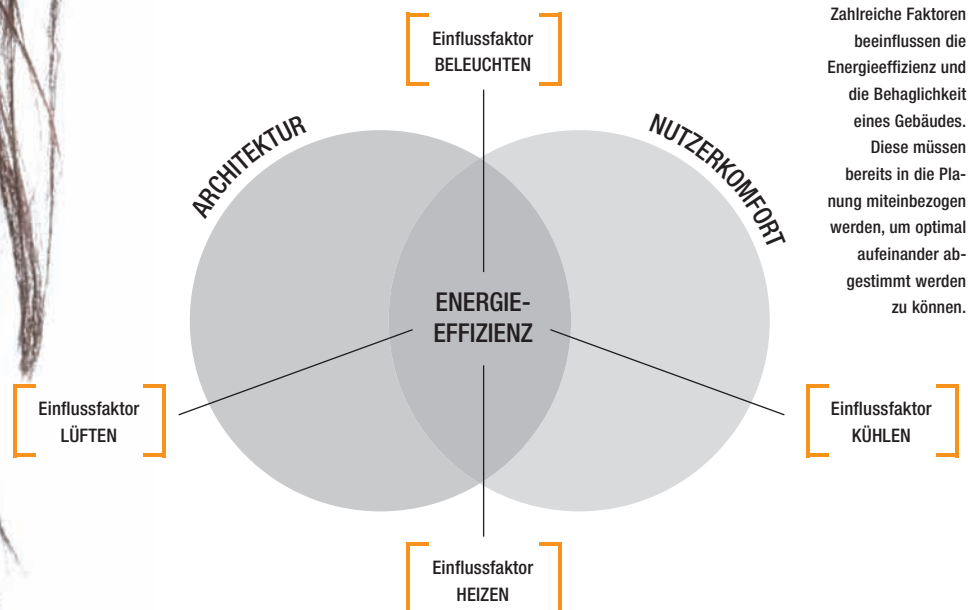 Einflussfaktor
BELEUCHTEN
Zahlreiche Faktoren
beeinflussen die
Energieeffizienz und
die Behaglichkeit
eines Gebäudes.
Diese müssen
bereits in die Pla-
nung miteinbezogen
werden, um optimal
aufeinander ab-
gestimmt werden
zu können.
ARCHITEKTUR
NUTZERKOMFORT
ENERGIE-
EFFIZIENZ
Einflussfaktor
LÜFTEN
Einflussfaktor
KÜHLEN
Einflussfaktor
HEIZEN